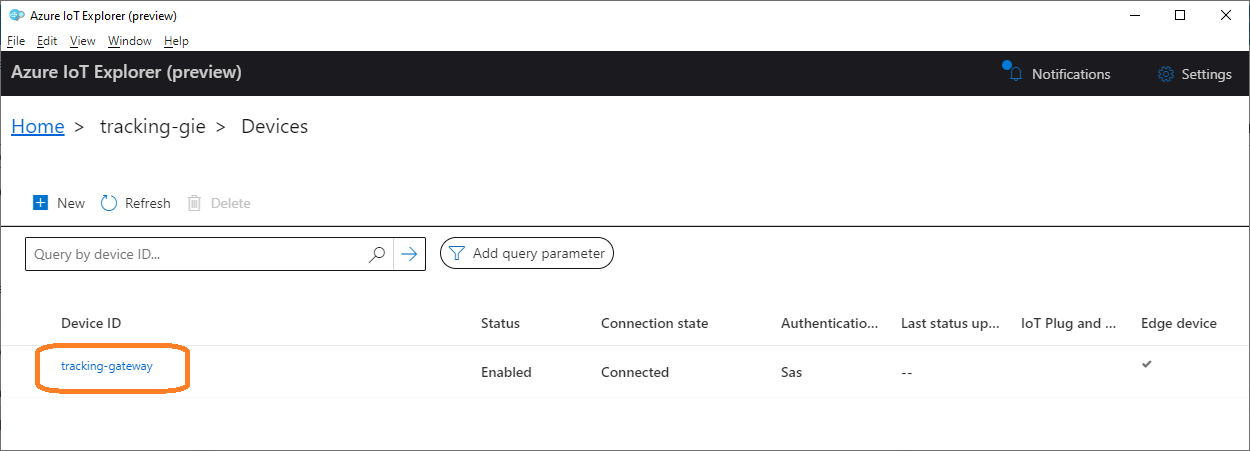 Azure IoT Explorer (preview)
File Edit View Window Help
Azure IoT Explorer (preview) Notifications Settings
Home > tracking-gie > Devices
New Refresh Delete
Query by device ID... Add query parameter
Device ID Status Connection state Authenticatio... Last status up... IoT Plug and ... Edge device
tracking-gateway Enabled Connected Sas --